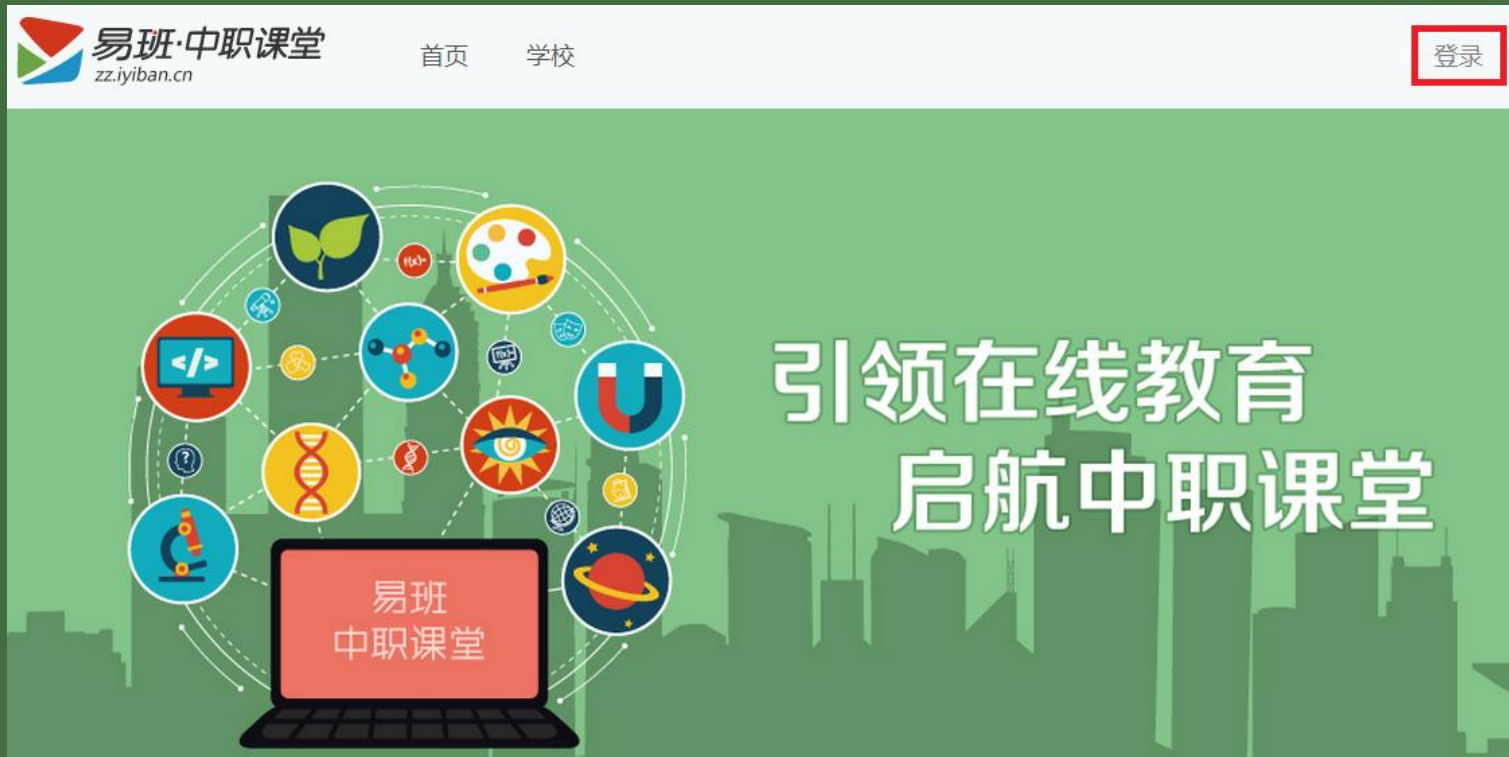 易班·中职课堂
zz.iyiban.cn
首页
学校
登录
f(x)=
</>
f(x)=
?
引领在线教育
启航中职课堂
易班
中职课堂